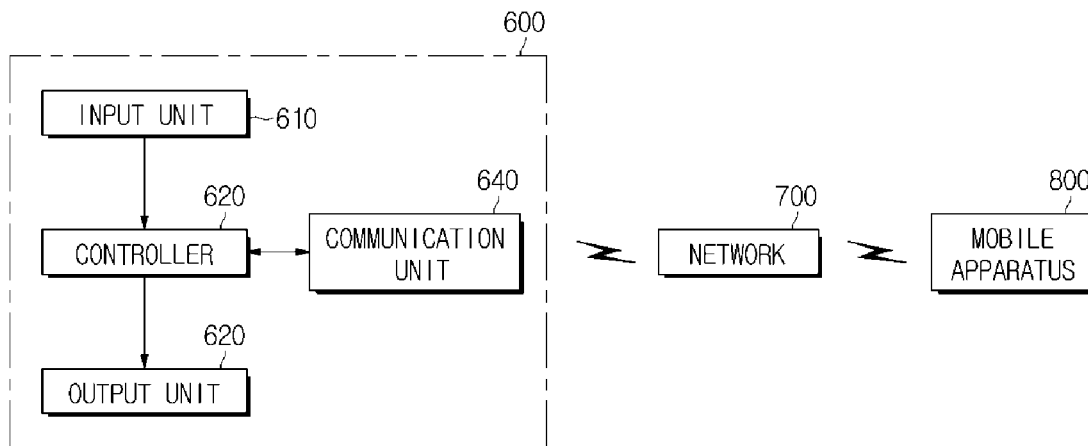 600
INPUT UNIT
610
620
CONTROLLER
640
COMMUNICATION
UNIT
700
NETWORK
800
MOBILE
APPARATUS
620
OUTPUT UNIT